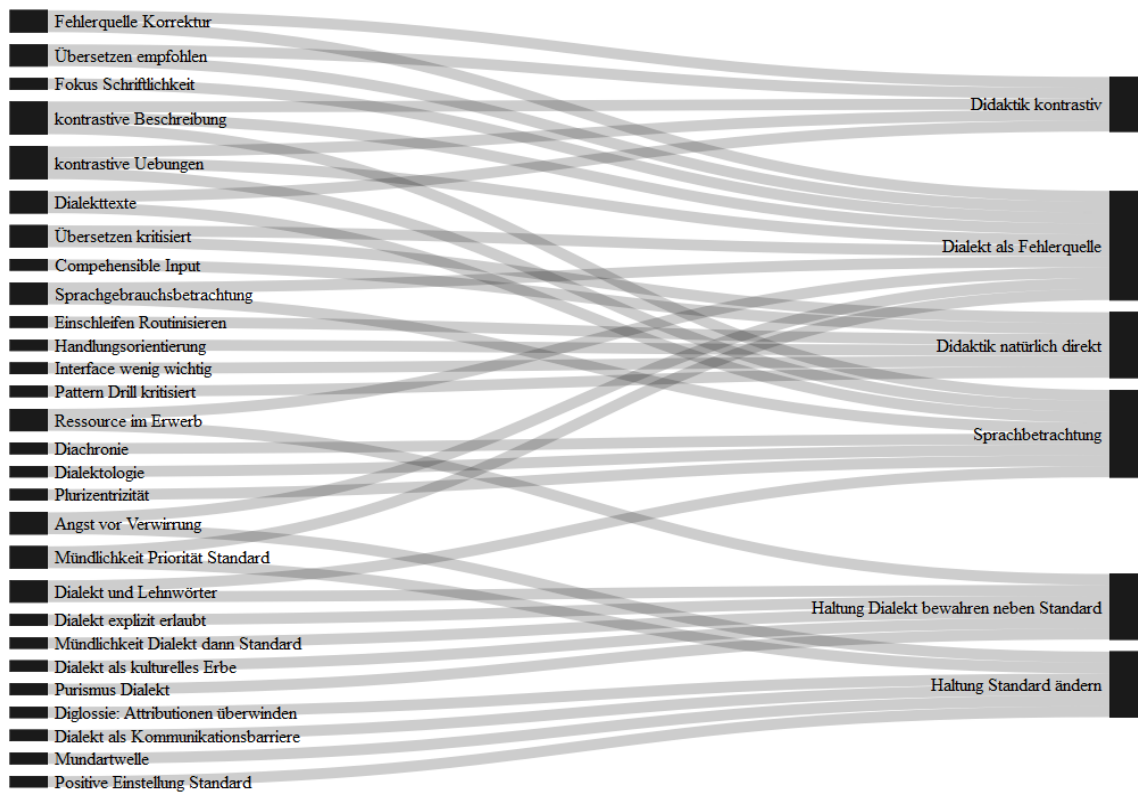 Fehlerquelle Korrektur
Übersetzen empfohlen
Fokus Schriftlichkeit
kontrastive Beschreibung
kontrastive Uebungen
Dialekttexte
Übersetzen kritisiert
Compehensible Input
Sprachgebrauchsbetrachtung
Einschleifen Routinisieren
Handlungsorientierung
Interface wenig wichtig
Pattern Drill kritisiert
Ressource im Erwerb
Diachronie
Dialektologie
Plurizentrizität
Angst vor Verwirrung
Mündlichkeit Priorität Standard
Dialekt und Lehnwörter
Dialekt explizit erlaubt
Mündlichkeit Dialekt dann Standard
Dialekt als kulturelles Erbe
Purismus Dialekt
Diglossie: Attributionen überwinden
Dialekt als Kommunikationsbarriere
Mundartwelle
Positive Einstellung Standard
Didaktik kontrastiv
Dialekt als Fehlerquelle
Didaktik natürlich direkt
Sprachbetrachtung
Haltung Dialekt bewahren neben Standard
Haltung Standard ändern